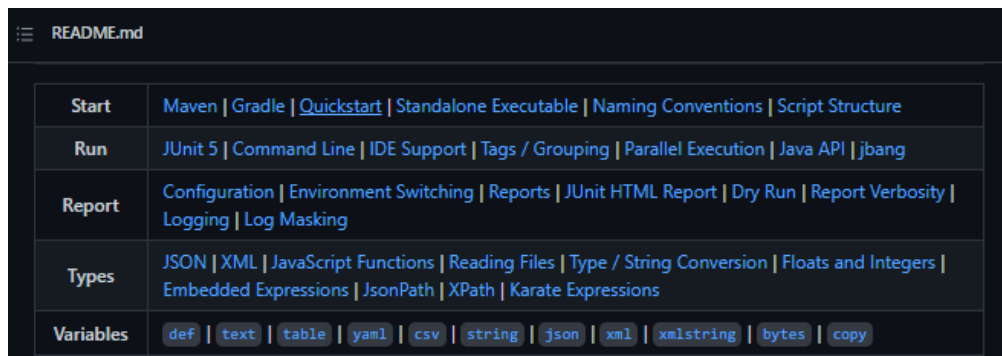 README.md
Start Maven | Gradle | Quickstart | Standalone Executable | Naming Conventions | Script Structure
Run JUnit 5 | Command Line | IDE Support | Tags / Grouping | Parallel Execution | Java API | jbang
Report Configuration | Environment Switching | Reports | JUnit HTML Report | Dry Run | Report Verbosity |
Logging | Log Masking
Types JSON | XML | JavaScript Functions | Reading Files | Type / String Conversion | Floats and Integers |
Embedded Expressions | JsonPath | XPath | Karate Expressions
Variables def | text | table | yaml | csv | string | json | xml | xmlstring | bytes | copy